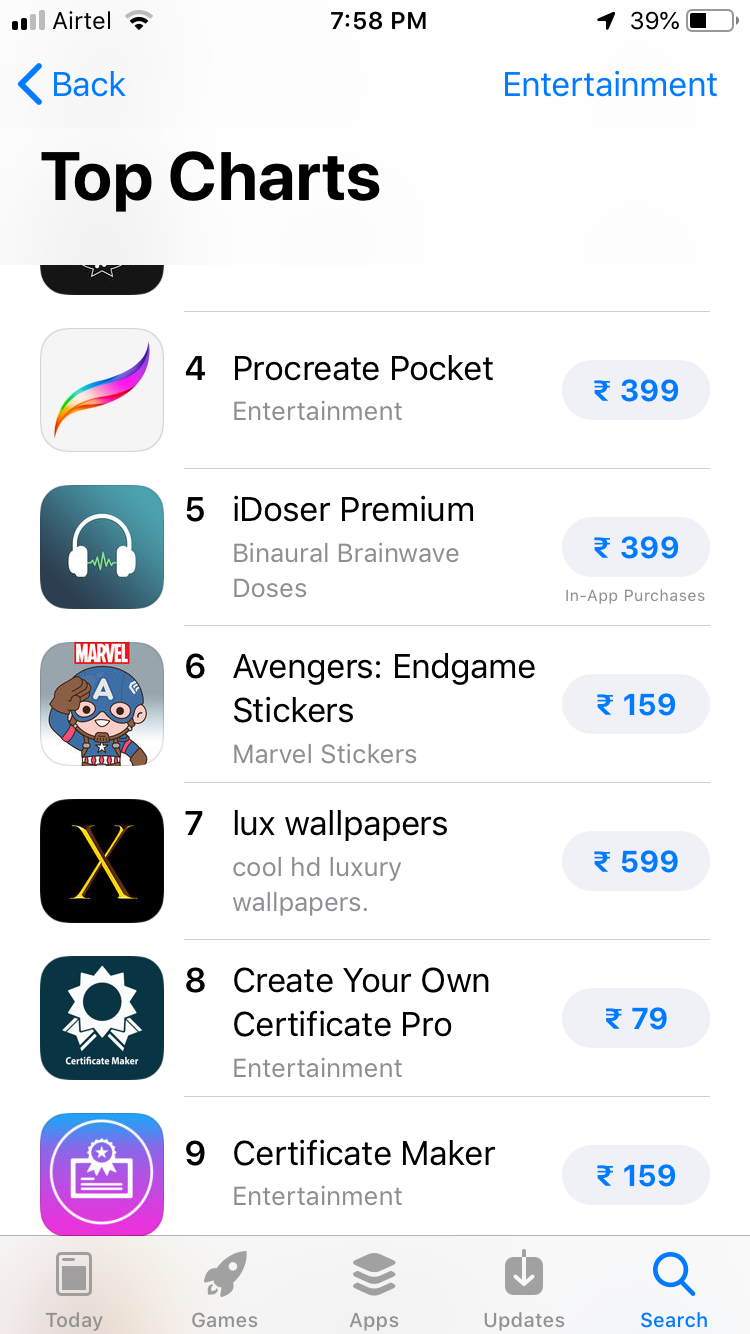 Airtel 7:58 PM 39%
Back Entertainment
Top Charts
4 Procreate Pocket
Entertainment
₹ 399
5 iDoser Premium
Binaural Brainwave
Doses
₹ 399
In-App Purchases
MARVEL
A
6 Avengers: Endgame
Stickers
Marvel Stickers
₹ 159
X
7 lux wallpapers
cool hd luxury
wallpapers.
₹ 599
Certificate Maker
8 Create Your Own
Certificate Pro
Entertainment
₹ 79
9 Certificate Maker
Entertainment
₹ 159
Today Games Apps Updates Search